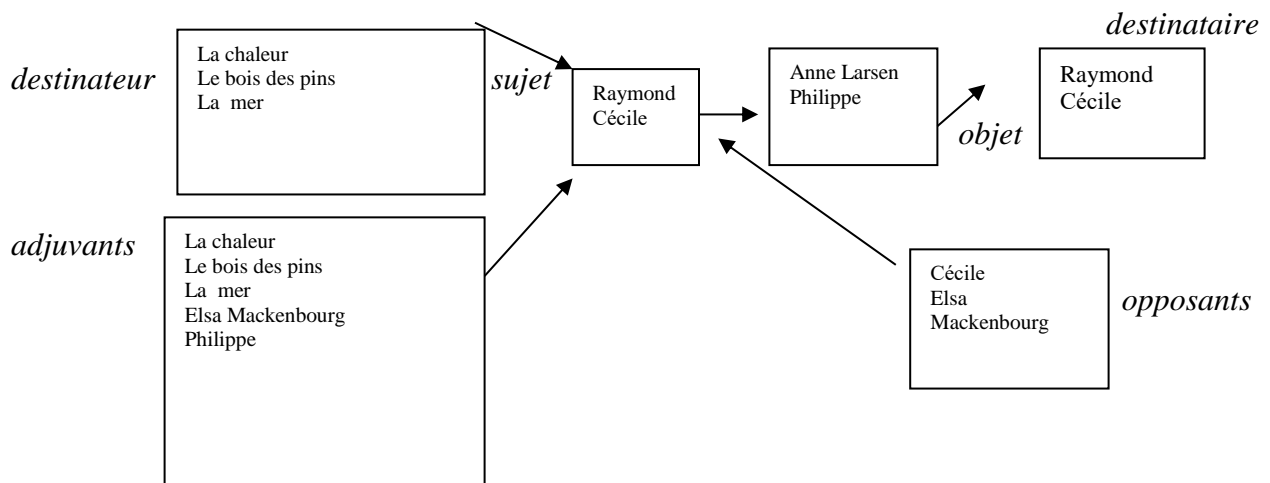 destinateur
La chaleur
Le bois des pins
La mer
sujet
Raymond
Cécile
Anne Larsen
Philippe
objet
destinataire
Raymond
Cécile
adjuvants
La chaleur
Le bois des pins
La mer
Elsa Mackenbourg
Philippe
Cécile
Elsa
Mackenbourg
opposants